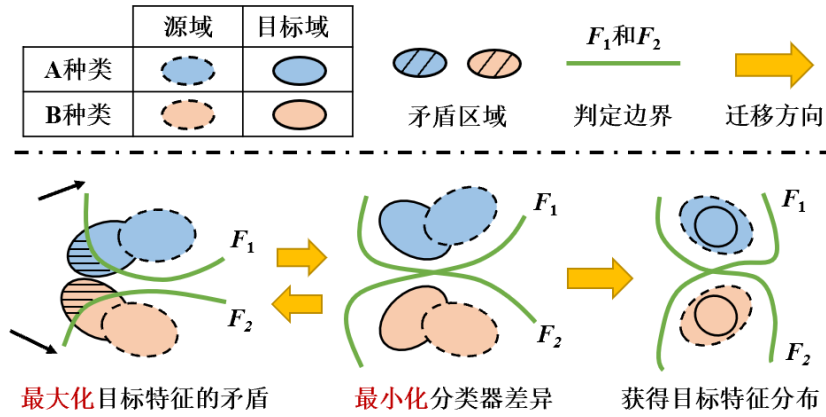 源域 目标域
A种类
B种类
F1和F2
矛盾区域 判定边界 迁移方向
F1
F2
F1
F2
F1
F2
最大化目标特征的矛盾 最小化分类器差异 获得目标特征分布